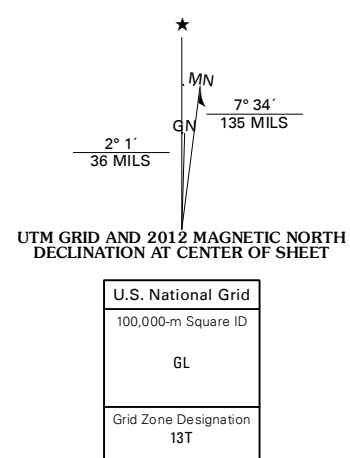 MN
7° 34´
135 MILS
GN
2° 1´
36 MILS
UTM GRID AND 2012 MAGNETIC NORTH
DECLINATION AT CENTER OF SHEET
U.S. National Grid
100,000-m Square ID
GL
Grid Zone Designation
13T